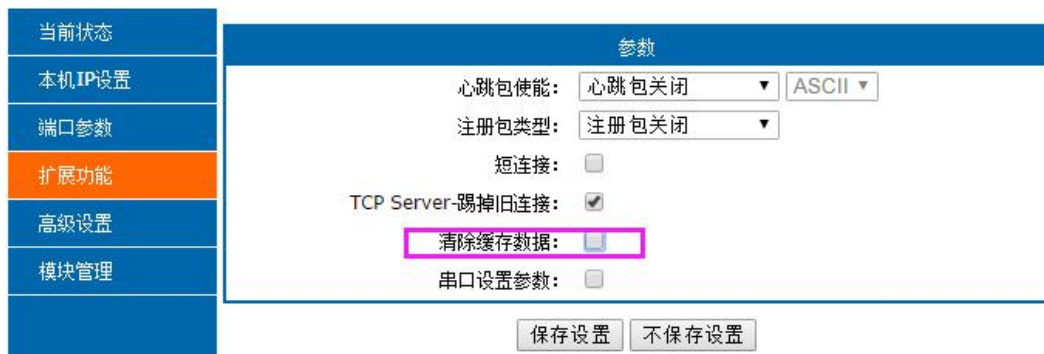 当前状态
本机IP设置
端口参数
扩展功能
高级设置
模块管理
参数
心跳包使能： 心跳包关闭 ASCII
注册包类型： 注册包关闭
短连接：
TCP Server-踢掉旧连接：
清除缓存数据：
串口设置参数：
保存设置 不保存设置